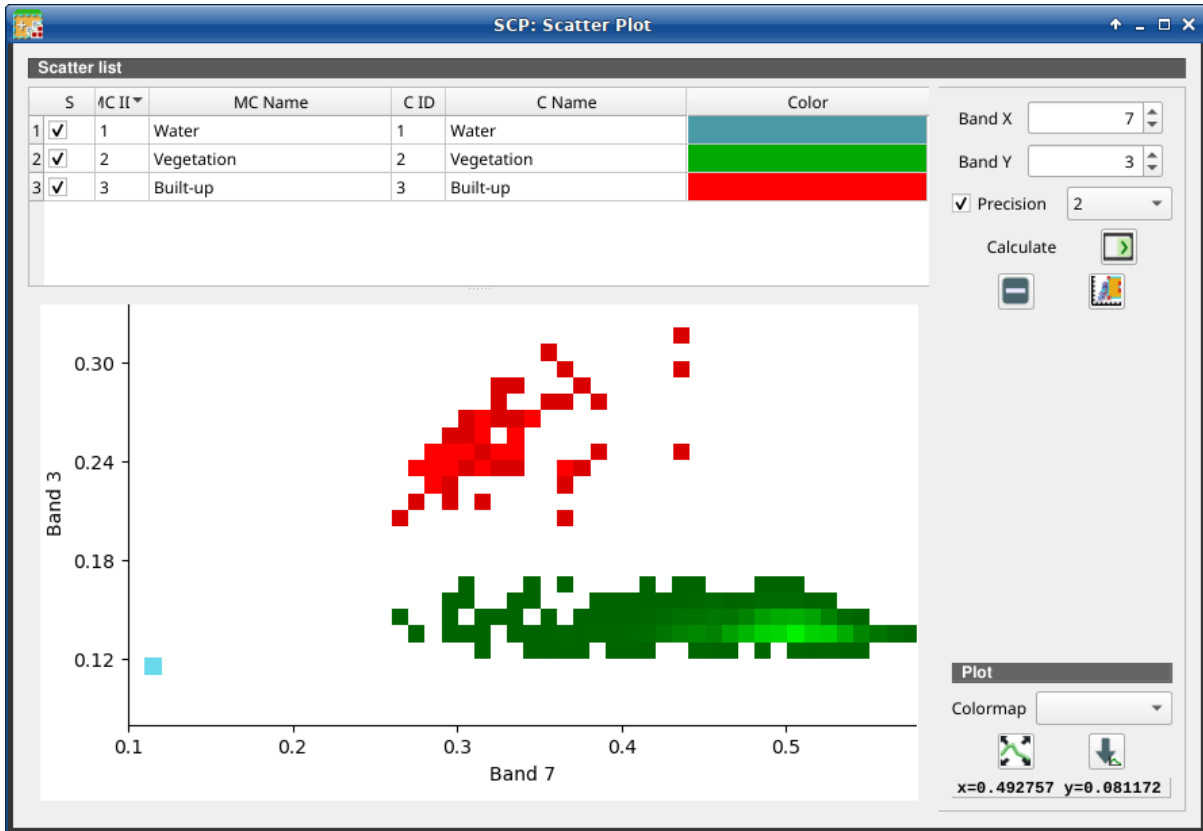 SCP: Scatter Plot
Scatter list
S MC ID MC Name C ID C Name Color
1 1 Water 1 Water
2 2 Vegetation 2 Vegetation
3 3 Built-up 3 Built-up
Band X 7
Band Y 3
Precision 2
Calculate
0.30
0.24
0.18
0.12
Band 3
0.1 0.2 0.3 0.4 0.5
Band 7
Plot
Colormap
x=0.492757 y=0.081172